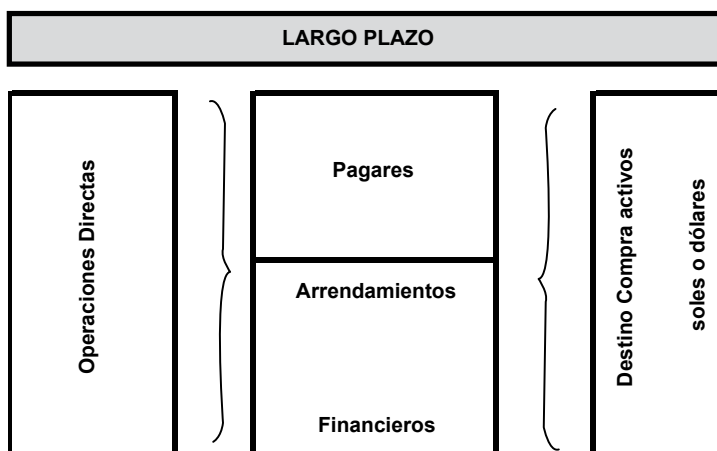 LARGO PLAZO
Operaciones Directas
Pagares
Arrendamientos
Financieros
Destino Compra activos
soles o dólares